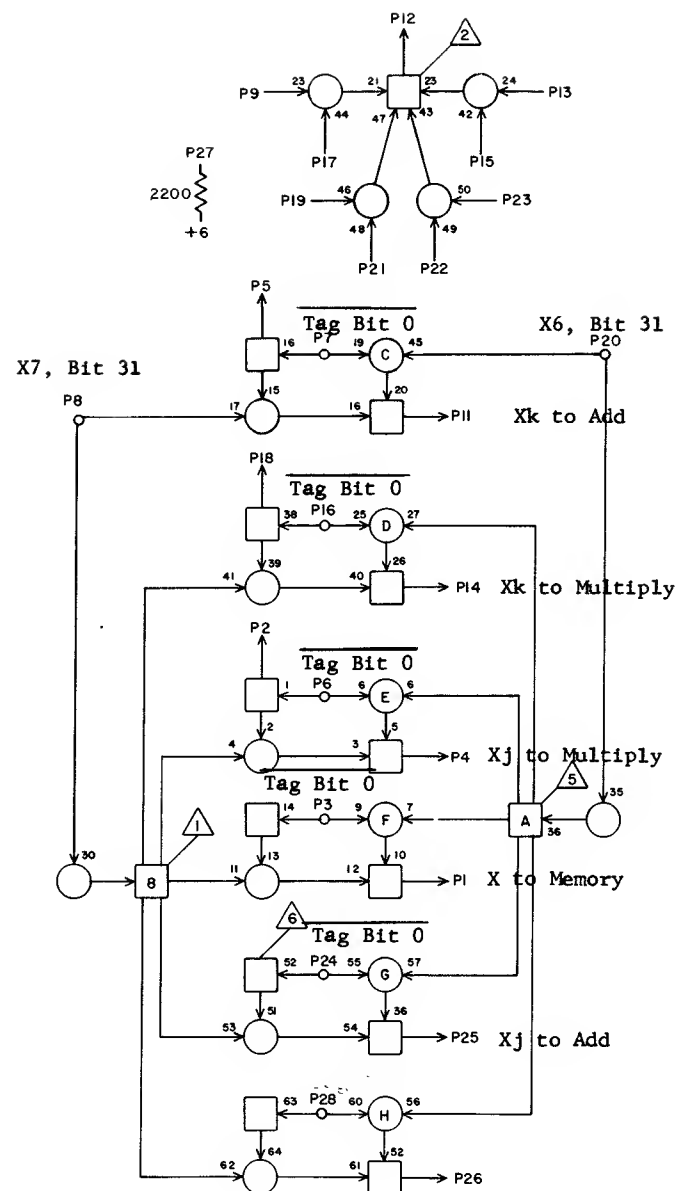 P12
2
P9 23 21 23 24 P13
44 47 43 42
P17 P15
P27
2200
+6
P19 46 50 P23
48 49
P21 P22
P5
Tag Bit 0
X7, Bit 31
X6, Bit 31
P8
16 P7 19 C 45 P20
15 20
17 16 P11 Xk to Add
P18
Tag Bit 0
38 P16 25 D 27
39 26
41 40 P14 Xk to Multiply
P2
Tag Bit 0
1 P6 6 E 6
2 5
4 3 P4 Xj to Multiply
Tag Bit 0
14 P3 9 F 7 A 5 36 35
1
13 10
30 8 11 12 P1 X to Memory
6
Tag Bit 0
52 P24 55 G 57
51 36
53 54 P25 Xj to Add
63 P28 60 H 56
64 52
62 61 P26